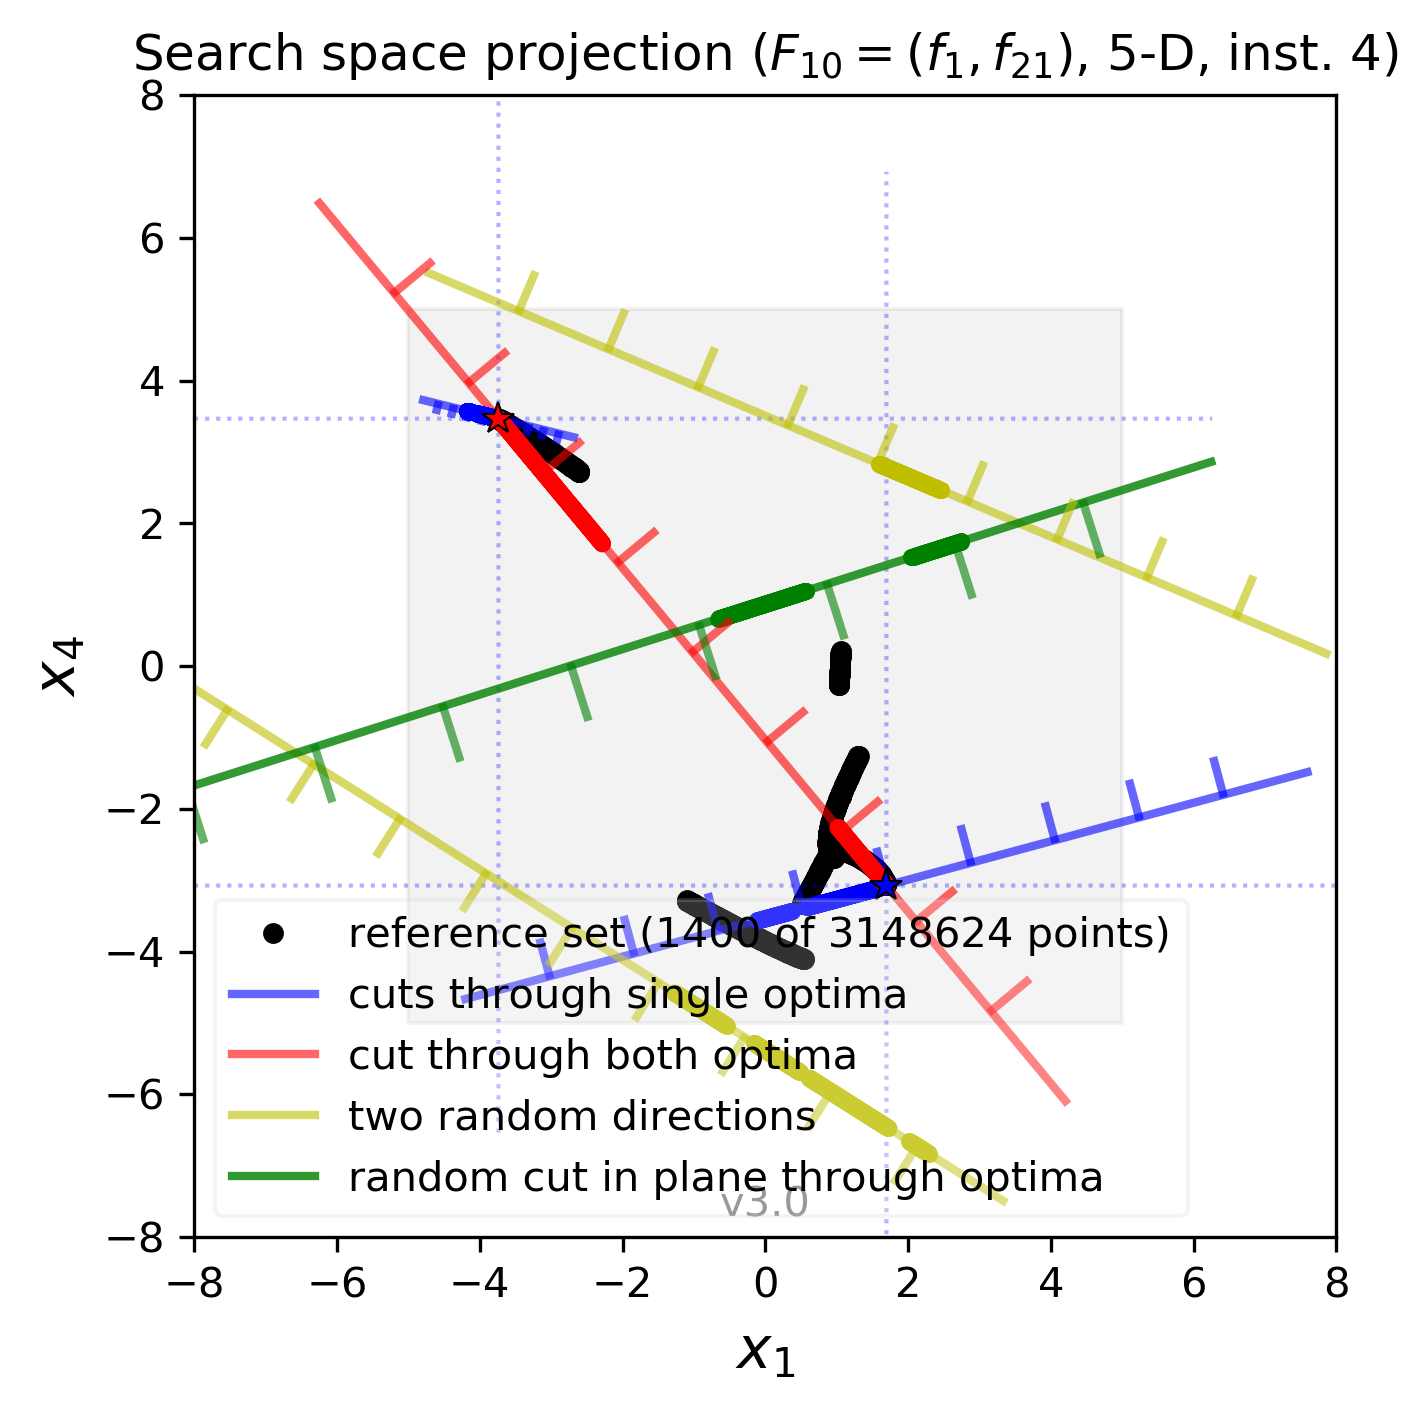 Search space projection (F₁₀ = (f₁, f₂₁), 5-D, inst. 4)
8
6
4
2
0
−2
−4
−6
−8
x₄
reference set (1400 of 3148624 points)
cuts through single optima
cut through both optima
two random directions
random cut in plane through optima
v3.0
−8 −6 −4 −2 0 2 4 6 8
x₁